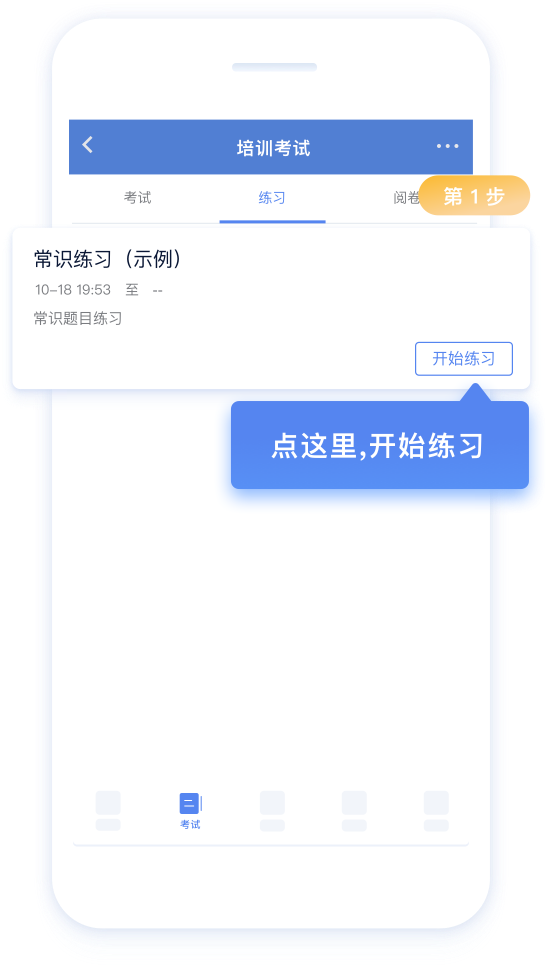 培训考试
考试 练习 阅卷
第 1 步
常识练习（示例）
10-18 19:53 至 --
常识题目练习
开始练习
点这里,开始练习
考试